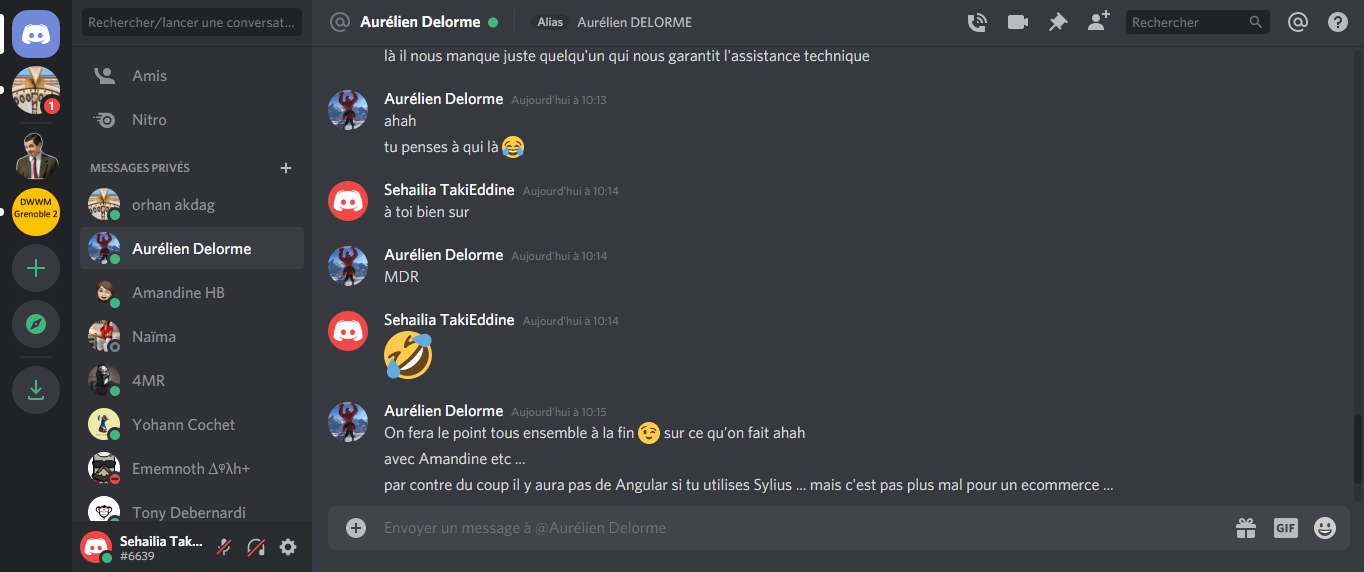 Rechercher/lancer une conversat...
Aurélien Delorme
Alias
Aurélien DELORME
Rechercher
1
DWWM
Grenoble 2
Amis
Nitro
MESSAGES PRIVÉS
orhan akdag
Aurélien Delorme
Amandine HB
Naïma
4MR
Yohann Cochet
Tony Debernardi
Sehailia Tak...
#6639
là il nous manque juste quelqu'un qui nous garantit l'assistance technique
Aurélien Delorme Aujourd'hui à 10:13
ahah
tu penses à qui là 😂
Sehailia TakiEddine Aujourd'hui à 10:14
à toi bien sur
Aurélien Delorme Aujourd'hui à 10:14
MDR
Sehailia TakiEddine Aujourd'hui à 10:14
🤣
Aurélien Delorme Aujourd'hui à 10:15
On fera le point tous ensemble à la fin 😉 sur ce qu'on fait ahah
avec Amandine etc ...
par contre du coup il y aura pas de Angular si tu utilises Sylius ... mais c'est pas plus mal pour un ecommerce ...
Envoyer un message à @Aurélien Delorme
GIF